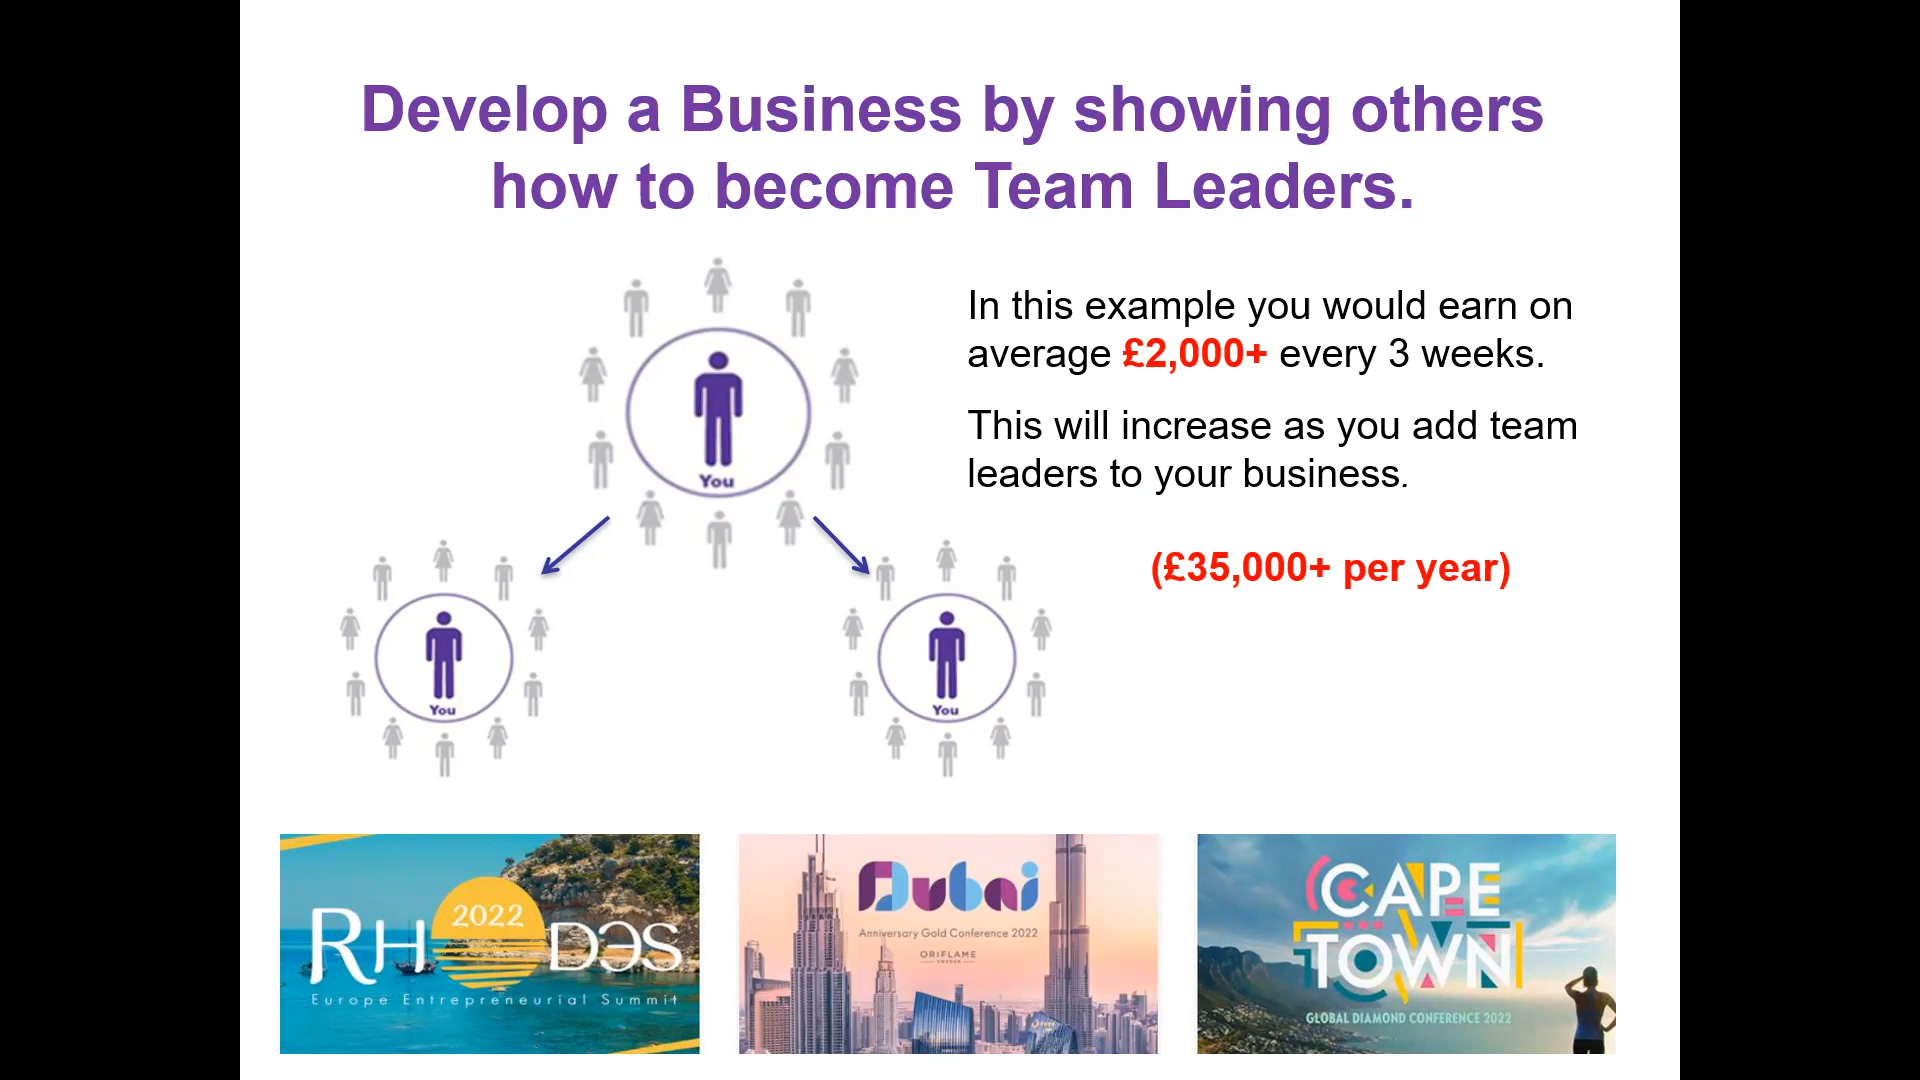 Develop a Business by showing others
how to become Team Leaders.
In this example you would earn on
average £2,000+ every 3 weeks.
This will increase as you add team
leaders to your business.
(£35,000+ per year)
You
You
You
2022
RHODES
Europe Entrepreneurial Summit
Dubai
Anniversary Gold Conference 2022
ORIFLAME
SWEDEN
CAPE
TOWN
GLOBAL DIAMOND CONFERENCE 2022